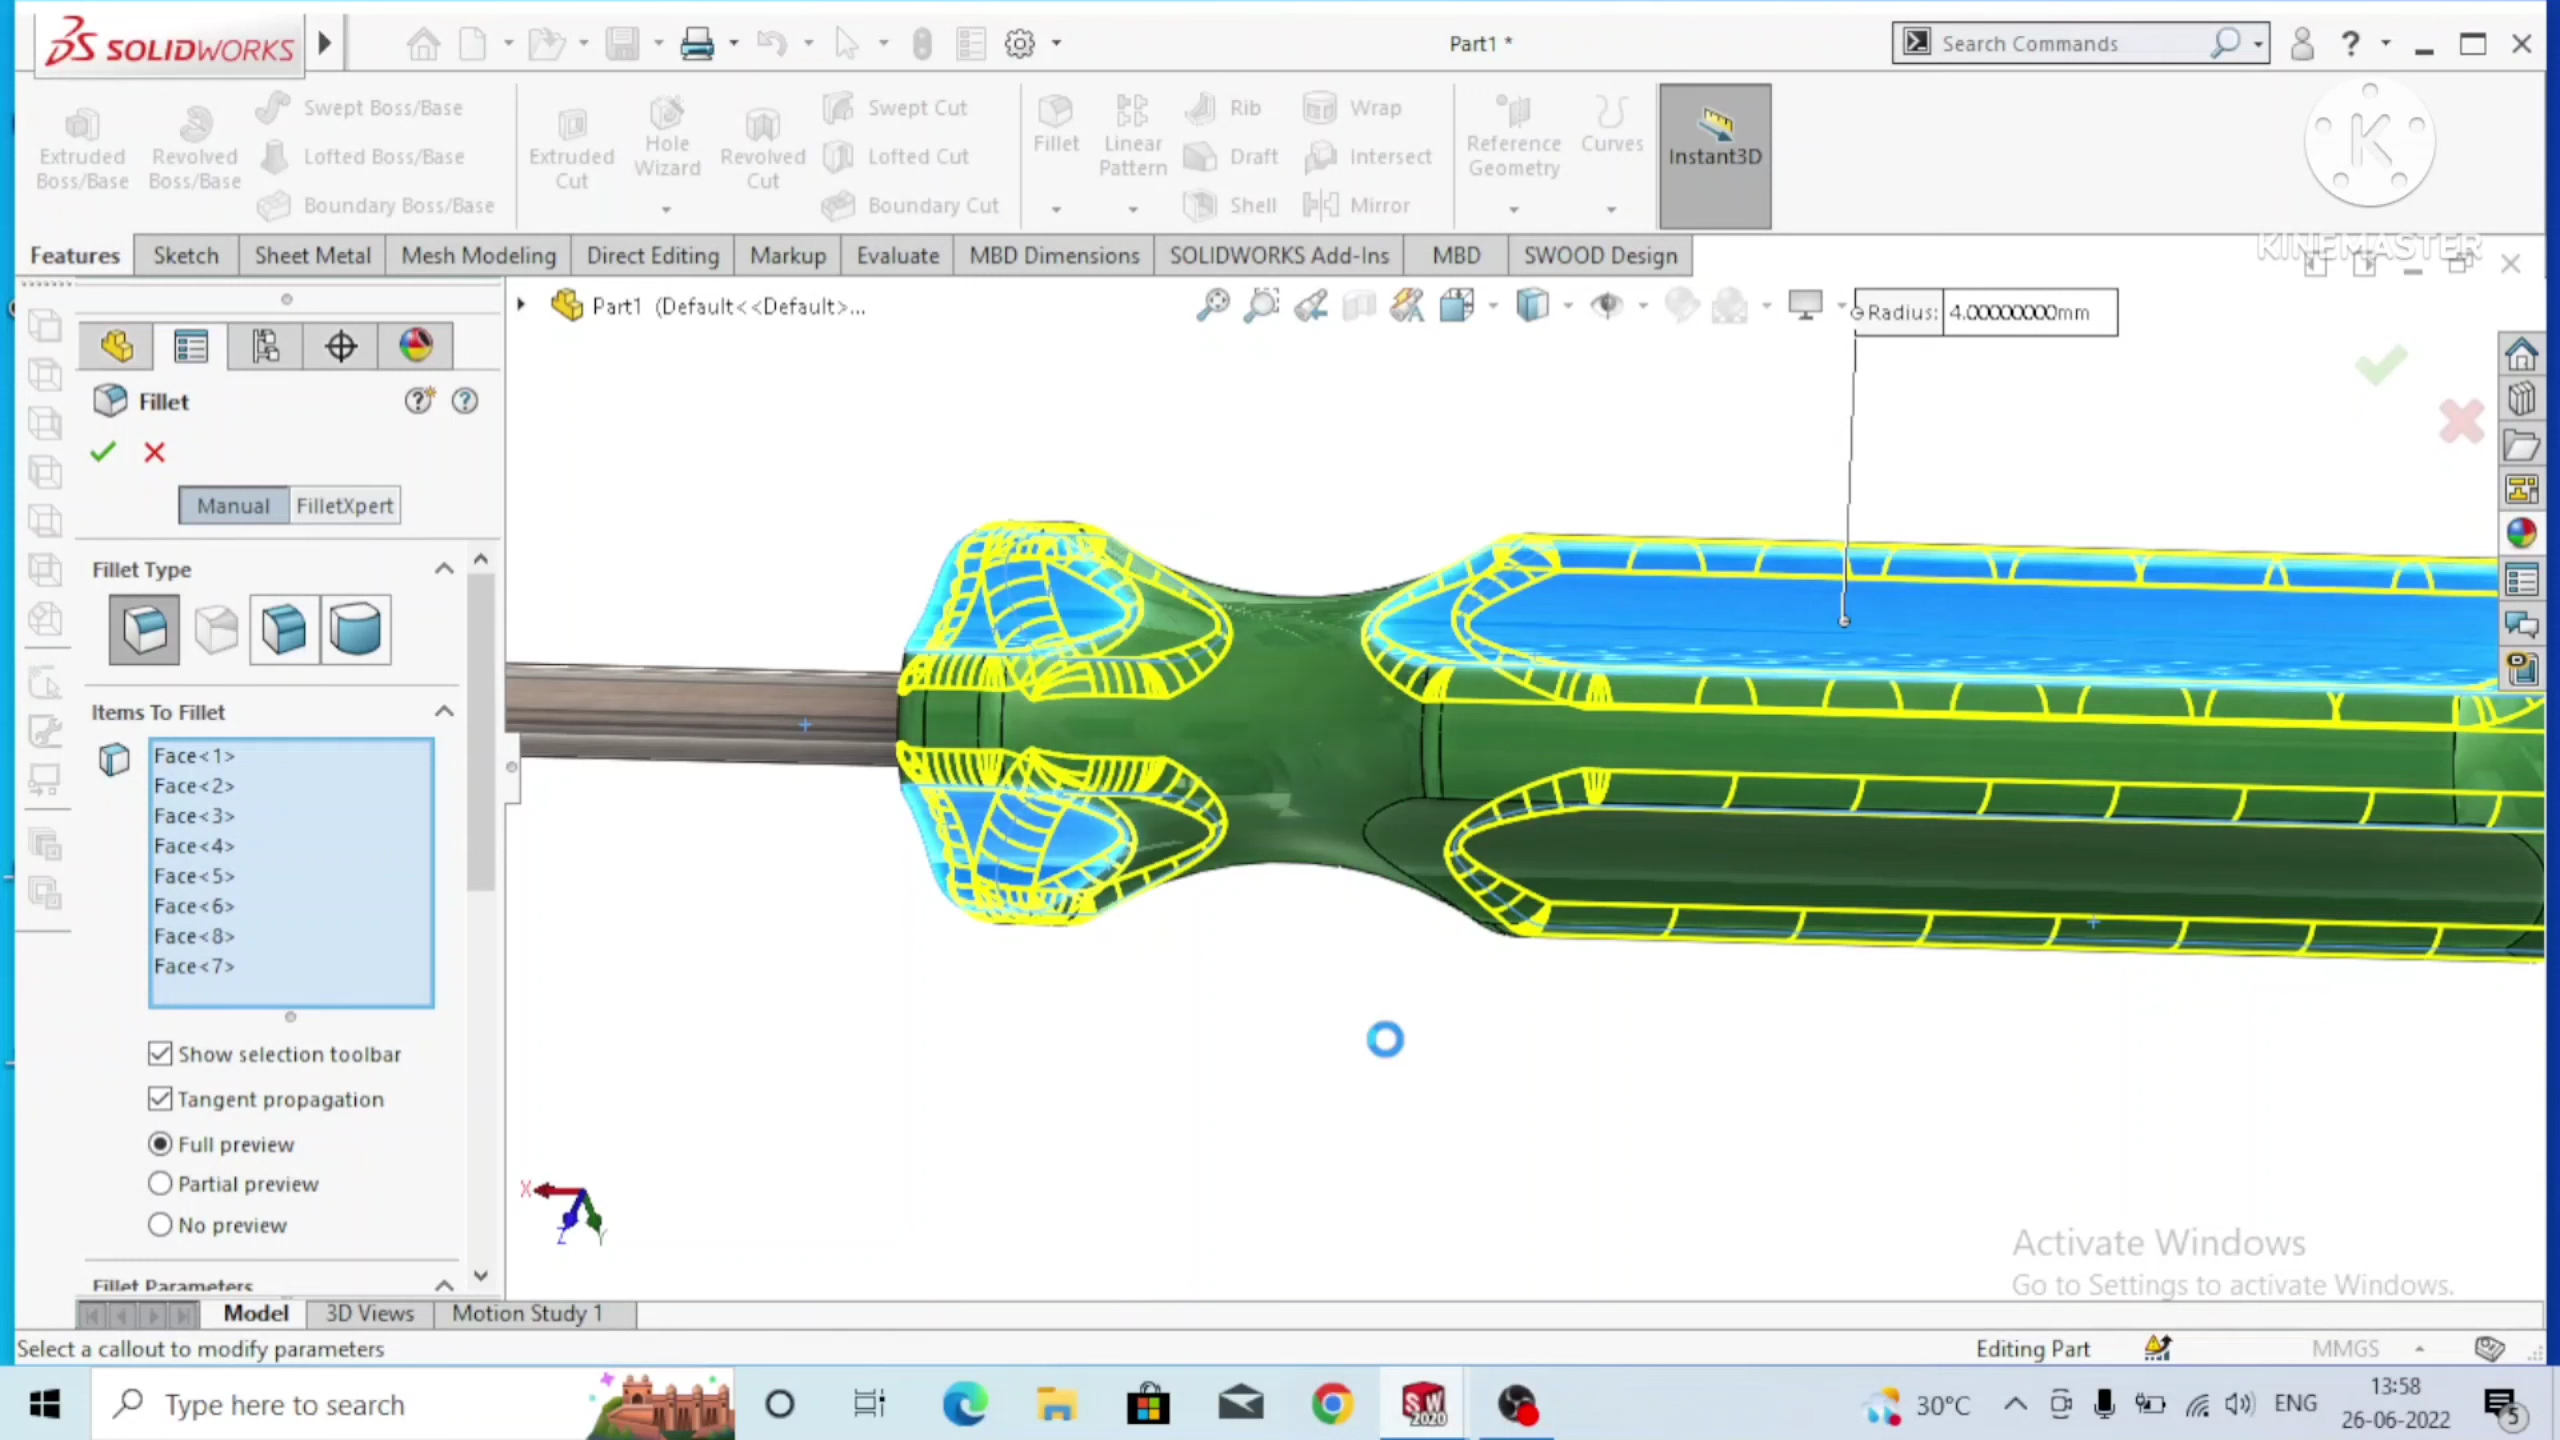 SOLIDWORKS
Part1 *
Search Commands
Extruded Boss/Base
Revolved Boss/Base
Swept Boss/Base
Lofted Boss/Base
Boundary Boss/Base
Extruded Cut
Hole Wizard
Revolved Cut
Swept Cut
Lofted Cut
Boundary Cut
Fillet
Linear Pattern
Rib
Draft
Shell
Wrap
Intersect
Mirror
Reference Geometry
Curves
Instant3D
K
KINEMASTER
Features
Sketch
Sheet Metal
Mesh Modeling
Direct Editing
Markup
Evaluate
MBD Dimensions
SOLIDWORKS Add-Ins
MBD
SWOOD Design
Part1 (Default<<Default>...
Radius: 4.00000000mm
Fillet
Manual
FilletXpert
Fillet Type
Items To Fillet
Face<1>
Face<2>
Face<3>
Face<4>
Face<5>
Face<6>
Face<8>
Face<7>
Show selection toolbar
Tangent propagation
Full preview
Partial preview
No preview
Fillet Parameters
X
Z
Y
Activate Windows
Go to Settings to activate Windows.
Model
3D Views
Motion Study 1
Select a callout to modify parameters
Editing Part
MMGS
Type here to search
SW
2020
30°C
ENG
13:58
26-06-2022
5